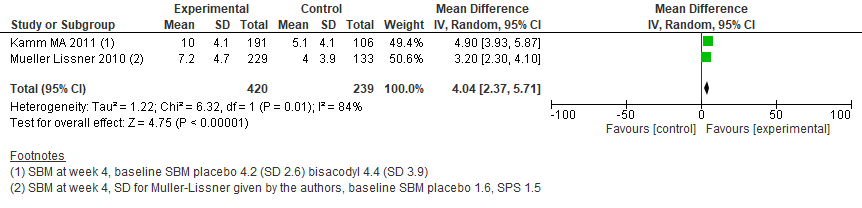 Experimental Control Mean Difference Mean Difference
Study or Subgroup Mean SD Total Mean SD Total Weight IV, Random, 95% CI IV, Random, 95% CI
Kamm MA 2011 (1) 10 4.1 191 5.1 4.1 106 49.4% 4.90 [3.93, 5.87]
Mueller Lissner 2010 (2) 7.2 4.7 229 4 3.9 133 50.6% 3.20 [2.30, 4.10]
Total (95% CI) 420 239 100.0% 4.04 [2.37, 5.71]
Heterogeneity: Tau² = 1.22; Chi² = 6.32, df = 1 (P = 0.01); I² = 84%
Test for overall effect: Z = 4.75 (P < 0.00001)
-100 -50 0 50 100
Favours [control] Favours [experimental]
Footnotes
(1) SBM at week 4, baseline SBM placebo 4.2 (SD 2.6) bisacodyl 4.4 (SD 3.9)
(2) SBM at week 4, SD for Muller-Lissner given by the authors, baseline SBM placebo 1.6, SPS 1.5